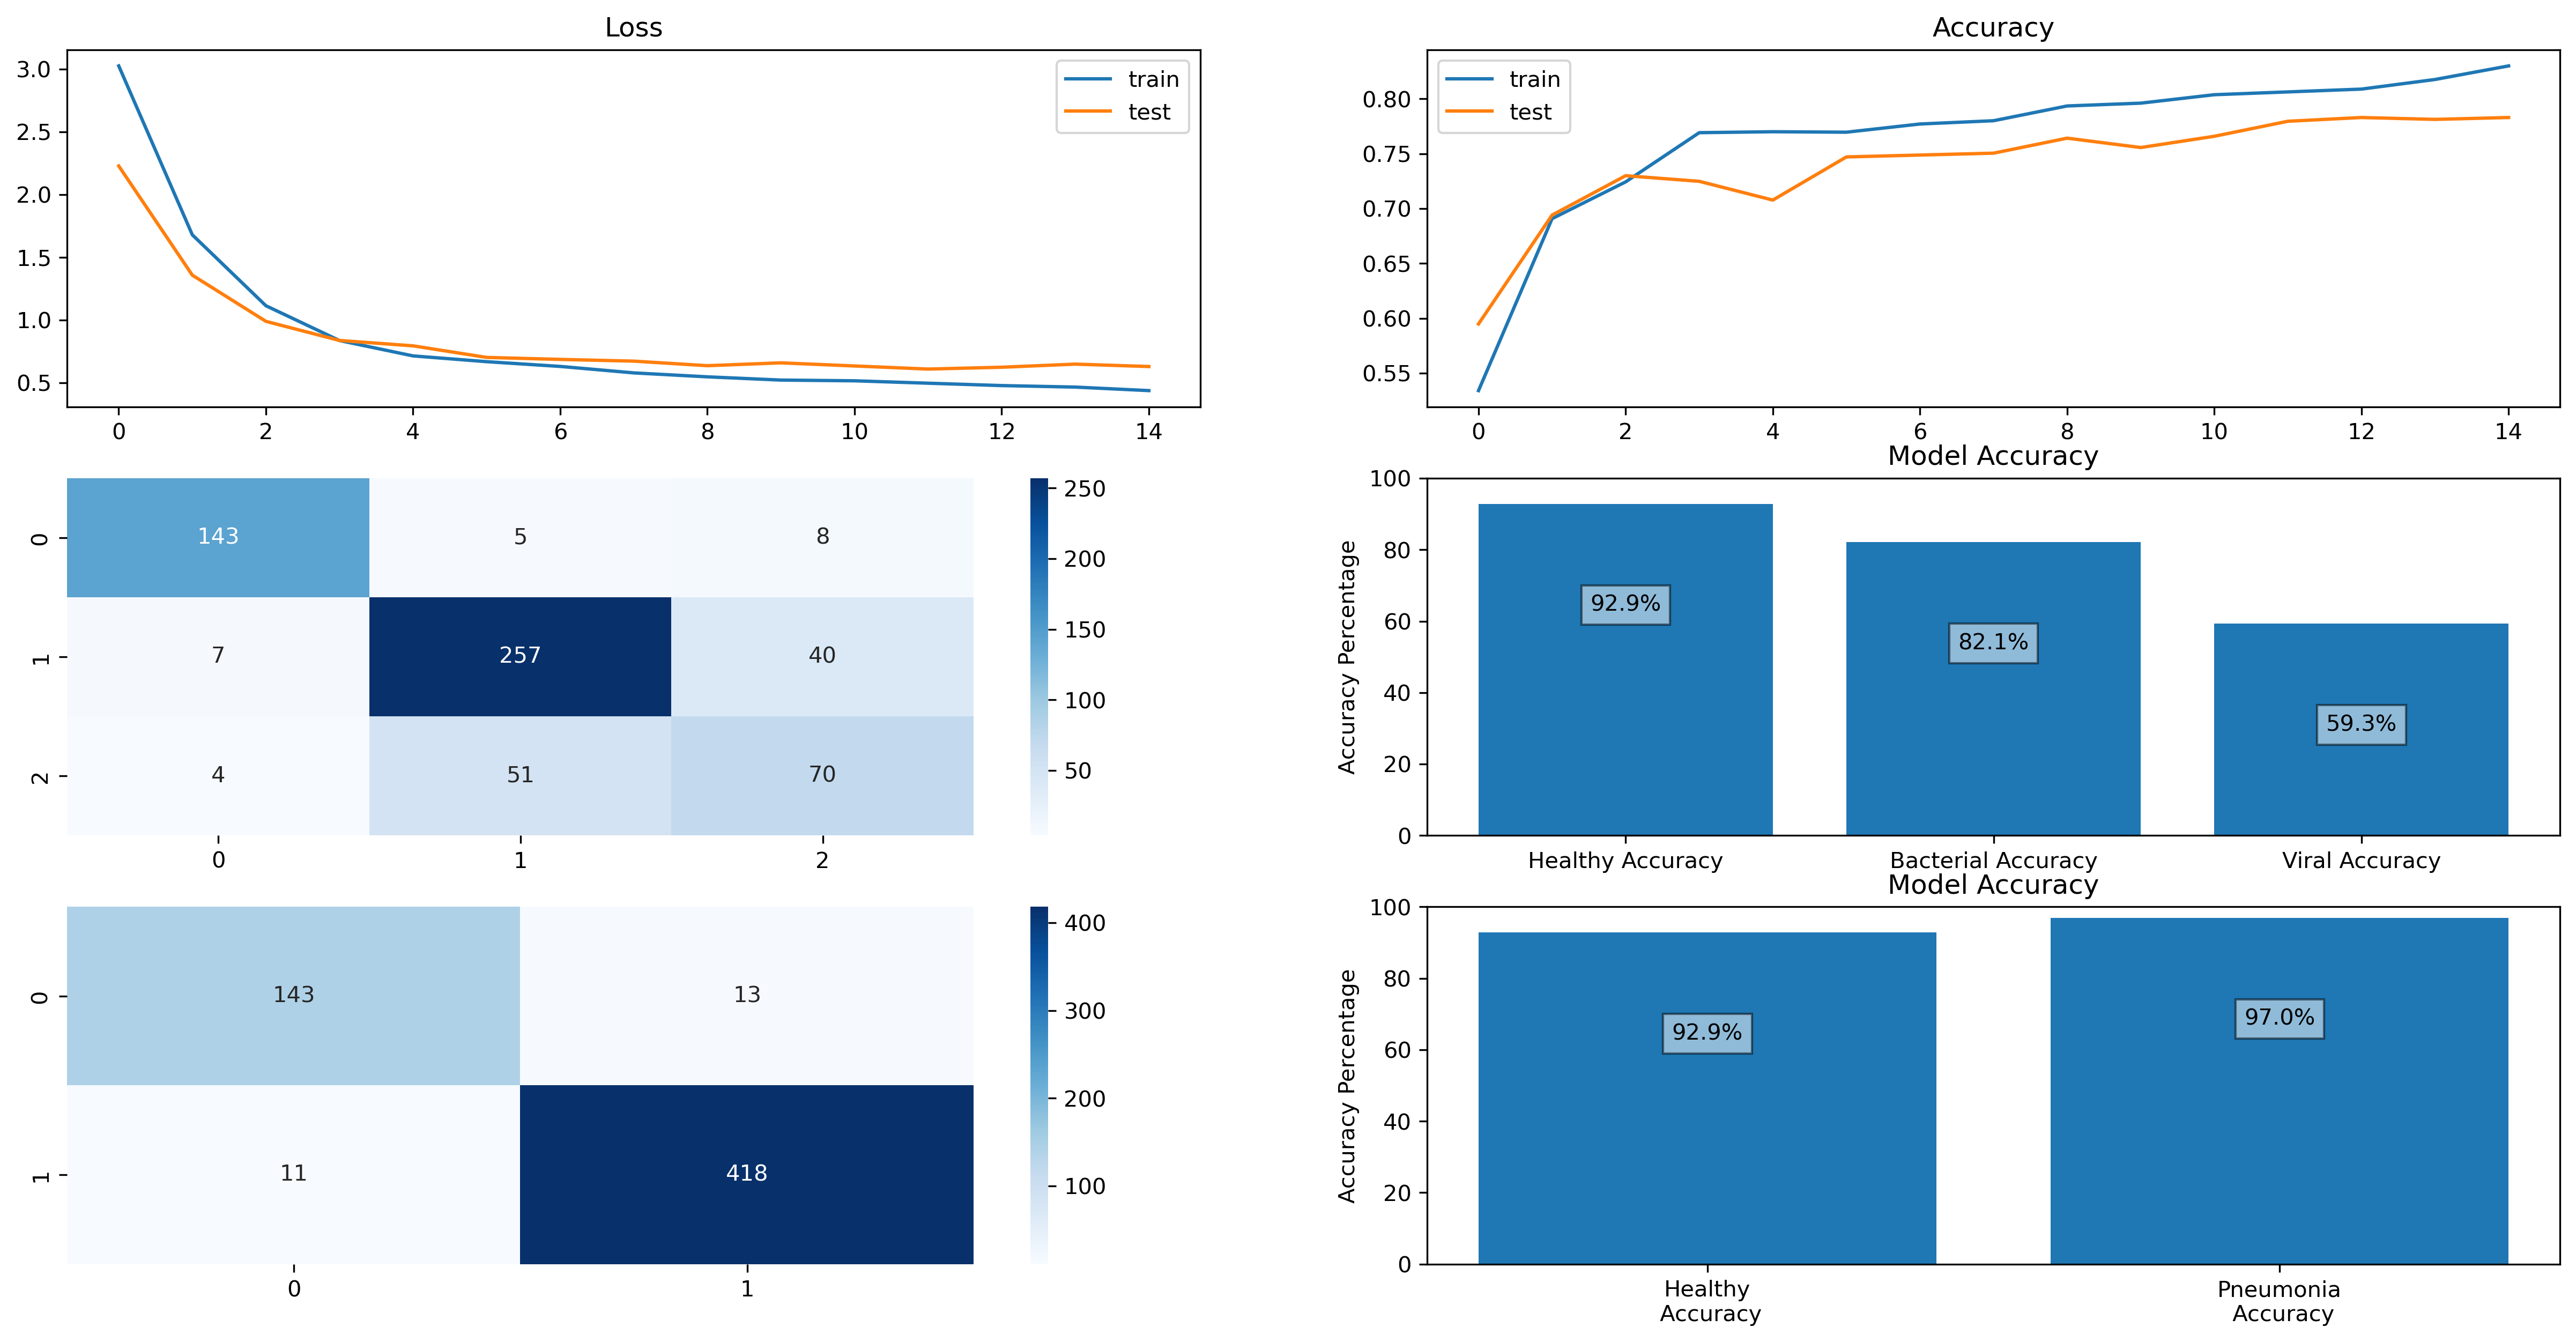 Loss
3.0
2.5
2.0
1.5
1.0
0.5
train
test
0 2 4 6 8 10 12 14
Accuracy
0.80
0.75
0.70
0.65
0.60
0.55
train
test
0 2 4 6 8 10 12 14
0
1
2
143 5 8
7 257 40
4 51 70
0 1 2
250
200
150
100
50
Model Accuracy
Accuracy Percentage
100
80
60
40
20
0
92.9%
82.1%
59.3%
Healthy Accuracy Bacterial Accuracy Viral Accuracy
0
1
143 13
11 418
0 1
400
300
200
100
Model Accuracy
Accuracy Percentage
100
80
60
40
20
0
92.9%
97.0%
Healthy
Accuracy
Pneumonia
Accuracy